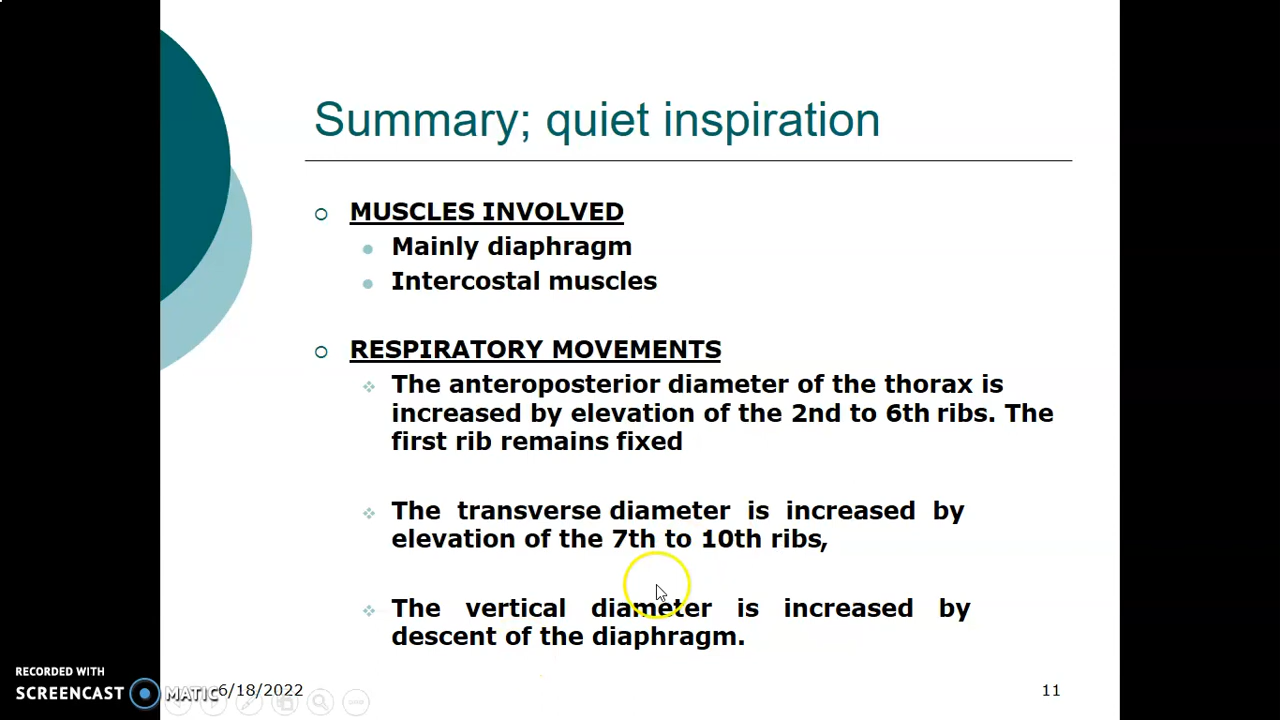 Summary; quiet inspiration
MUSCLES INVOLVED
Mainly diaphragm
Intercostal muscles
RESPIRATORY MOVEMENTS
The anteroposterior diameter of the thorax is
increased by elevation of the 2nd to 6th ribs. The
first rib remains fixed
The transverse diameter is increased by
elevation of the 7th to 10th ribs,
The vertical diameter is increased by
descent of the diaphragm.
RECORDED WITH
SCREENCAST MATIC
6/18/2022
11